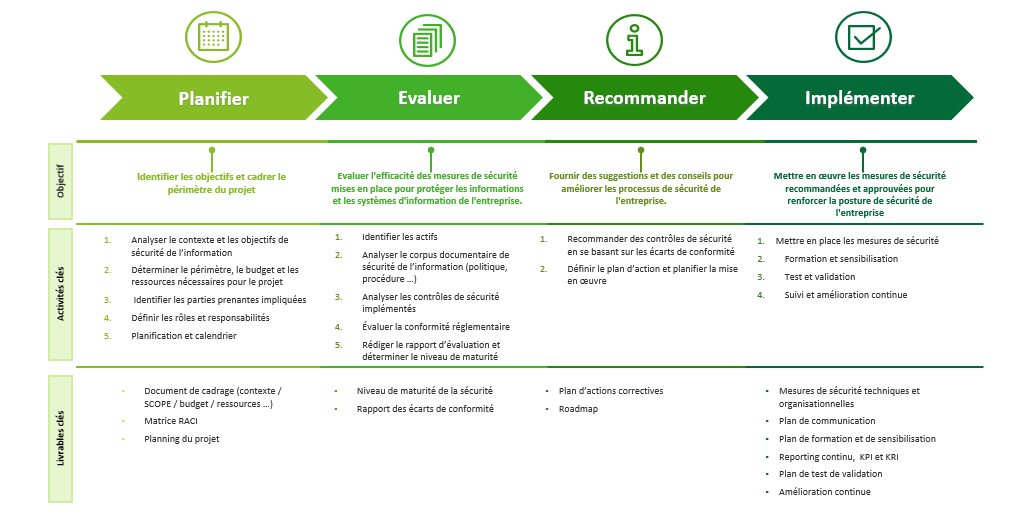 Planifier
Evaluer
Recommander
Implémenter
Objectif
Identifier les objectifs et cadrer le
périmètre du projet
Evaluer l'efficacité des mesures de sécurité
mises en place pour protéger les informations
et les systèmes d'information de l'entreprise.
Fournir des suggestions et des conseils pour
améliorer les processus de sécurité de
l'entreprise.
Mettre en œuvre les mesures de sécurité
recommandées et approuvées pour
renforcer la posture de sécurité de
l'entreprise
Activités clés
1. Analyser le contexte et les objectifs de
sécurité de l'information
2. Déterminer le périmètre, le budget et les
ressources nécessaires pour le projet
3. Identifier les parties prenantes impliquées
4. Définir les rôles et responsabilités
5. Planification et calendrier
1. Identifier les actifs
2. Analyser le corpus documentaire de
sécurité de l'information (politique,
procédure ...)
3. Analyser les contrôles de sécurité
implémentés
4. Évaluer la conformité réglementaire
5. Rédiger le rapport d'évaluation et
déterminer le niveau de maturité
1. Recommander des contrôles de sécurité
en se basant sur les écarts de conformité
2. Définir le plan d'action et planifier la mise
en œuvre
1. Mettre en place les mesures de sécurité
2. Formation et sensibilisation
3. Test et validation
4. Suivi et amélioration continue
Livrables clés
- Document de cadrage (contexte /
SCOPE / budget / ressources ...)
- Matrice RACI
- Planning du projet
- Niveau de maturité de la sécurité
- Rapport des écarts de conformité
- Plan d'actions correctives
- Roadmap
- Mesures de sécurité techniques et
organisationnelles
- Plan de communication
- Plan de formation et de sensibilisation
- Reporting continu, KPI et KRI
- Plan de test de validation
- Amélioration continue